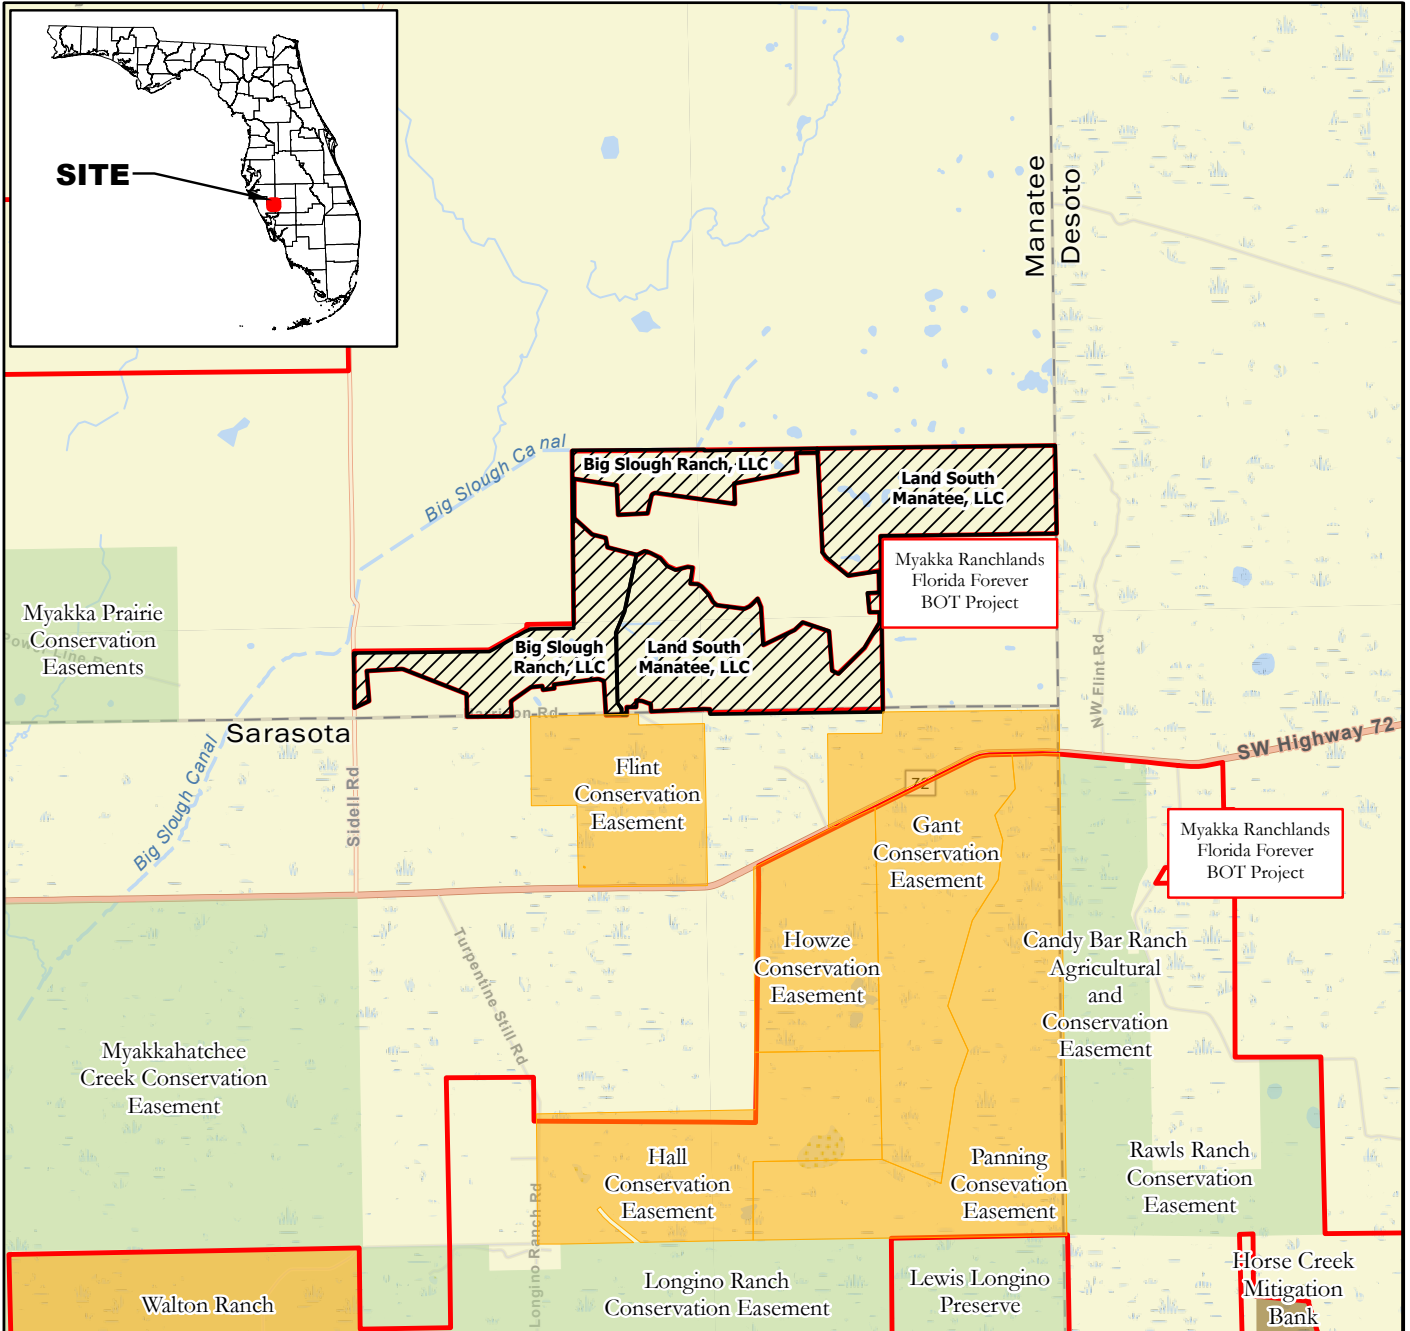 SITE
Manatee
Desoto
Big Slough Canal
Big Slough Ranch, LLC
Land South
Manatee, LLC
Myakka Ranchlands
Florida Forever
BOT Project
Myakka Prairie
Conservation
Easements
Power Line
Big Slough
Ranch, LLC
Land South
Manatee, LLC
NW Flint Rd
Sarasota
Rd
SW Highway 72
Big Slough Canal
Sidell Rd
Flint
Conservation
Easement
72
Gant
Conservation
Easement
Myakka Ranchlands
Florida Forever
BOT Project
Turpentine Still Rd
Howze
Conservation
Easement
Candy Bar Ranch
Agricultural
and
Conservation
Easement
Myakkahatchee
Creek Conservation
Easement
Hall
Conservation
Easement
Panning
Consevation
Easement
Rawls Ranch
Conservation
Easement
Longino Ranch Rd
Walton Ranch
Longino Ranch
Conservation Easement
Lewis Longino
Preserve
Horse Creek
Mitigation
Bank